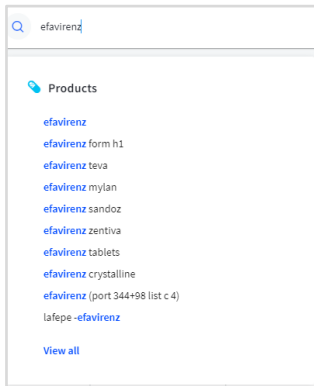 efavirenz
Products
efavirenz
efavirenz form h1
efavirenz teva
efavirenz mylan
efavirenz sandoz
efavirenz zentiva
efavirenz tablets
efavirenz crystalline
efavirenz (port 344+98 list c 4)
lafepe -efavirenz
View all